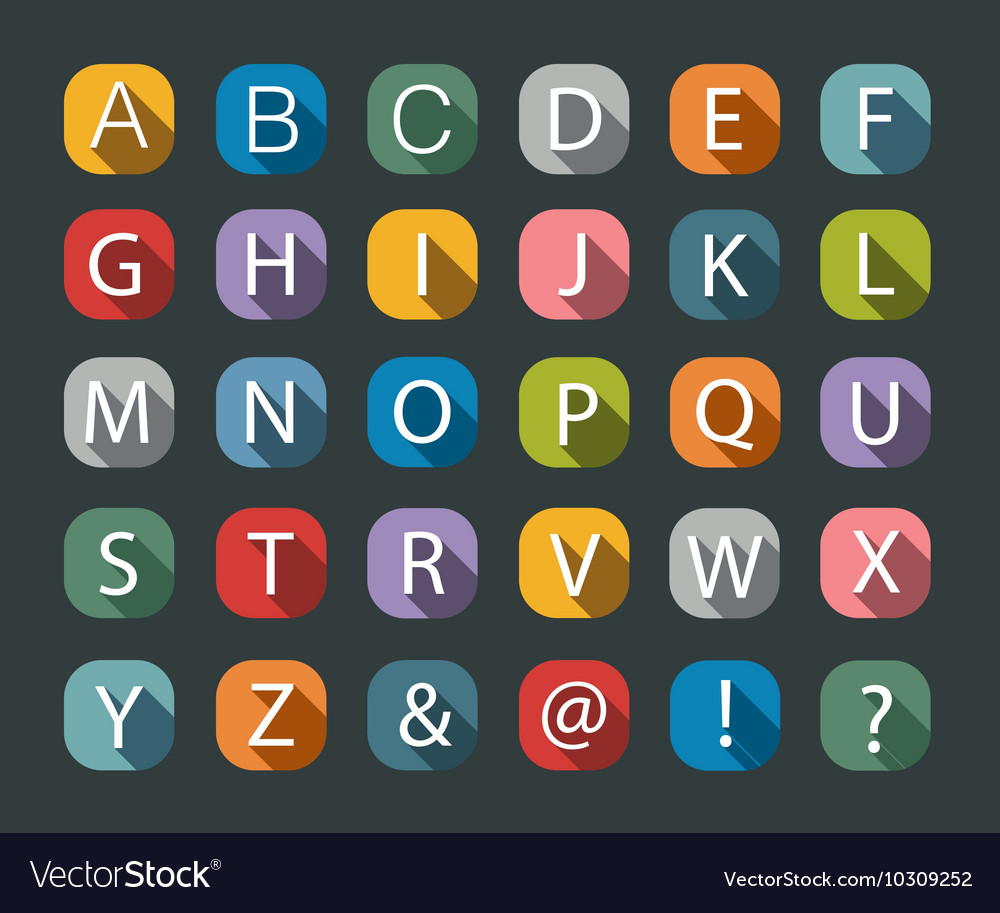 A B C D E F
G H I J K L
M N O P Q U
S T R V W X
Y Z & @ ! ?
VectorStock®
VectorStock.com/10309252